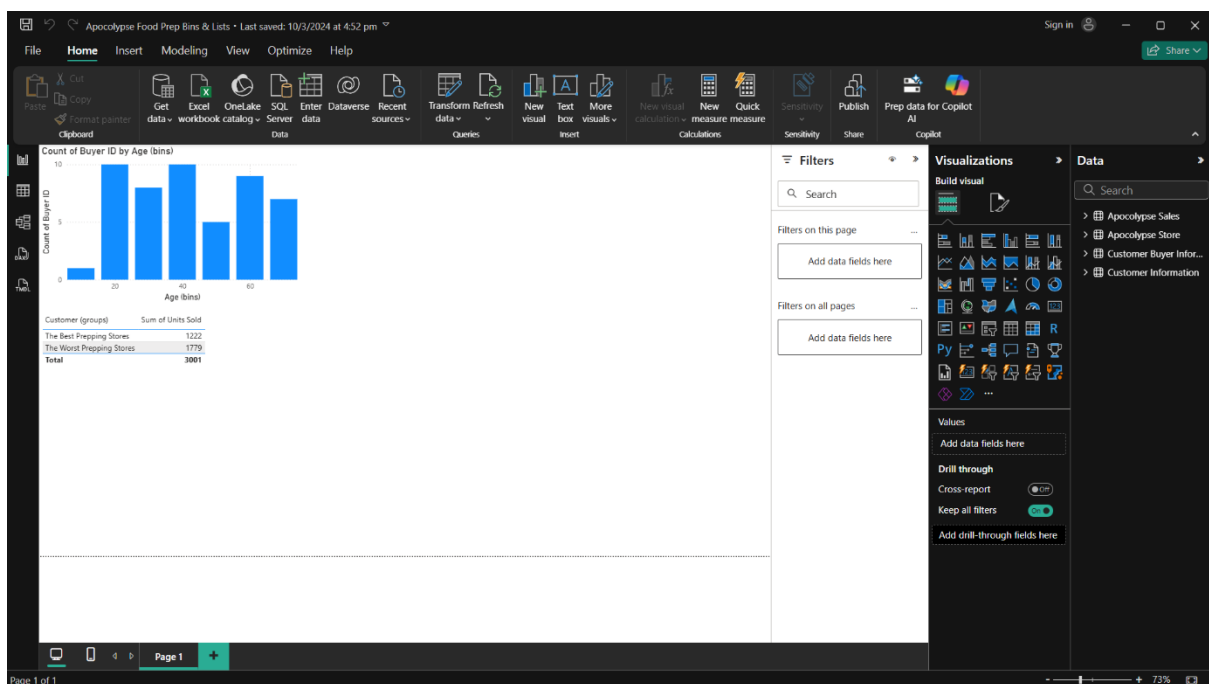 Apocolypse Food Prep Bins & Lists • Last saved: 10/3/2024 at 4:52 pm
Sign in
File Home Insert Modeling View Optimize Help
Share
Paste
Cut
Copy
Format painter
Clipboard
Get data
Excel workbook
OneLake catalog
SQL Server
Enter data
Dataverse
Recent sources
Data
Transform data
Refresh
Queries
New visual
Text box
More visuals
Insert
New visual calculation
New measure
Quick measure
Calculations
Sensitivity
Sensitivity
Publish
Share
Prep data for AI
Copilot
Copilot
Count of Buyer ID by Age (bins)
Count of Buyer ID
10
5
0
20 40 60
Age (bins)
Customer (groups) Sum of Units Sold
The Best Prepping Stores 1222
The Worst Prepping Stores 1779
Total 3001
Filters
Search
Filters on this page ...
Add data fields here
Filters on all pages ...
Add data fields here
Visualizations
Build visual
R
Py
123
...
Values
Add data fields here
Drill through
Cross-report Off
Keep all filters On
Add drill-through fields here
Data
Search
Apocolypse Sales
Apocolypse Store
Customer Buyer Infor...
Customer Information
DAX
TMDL
Page 1
+
Page 1 of 1
- + 73%